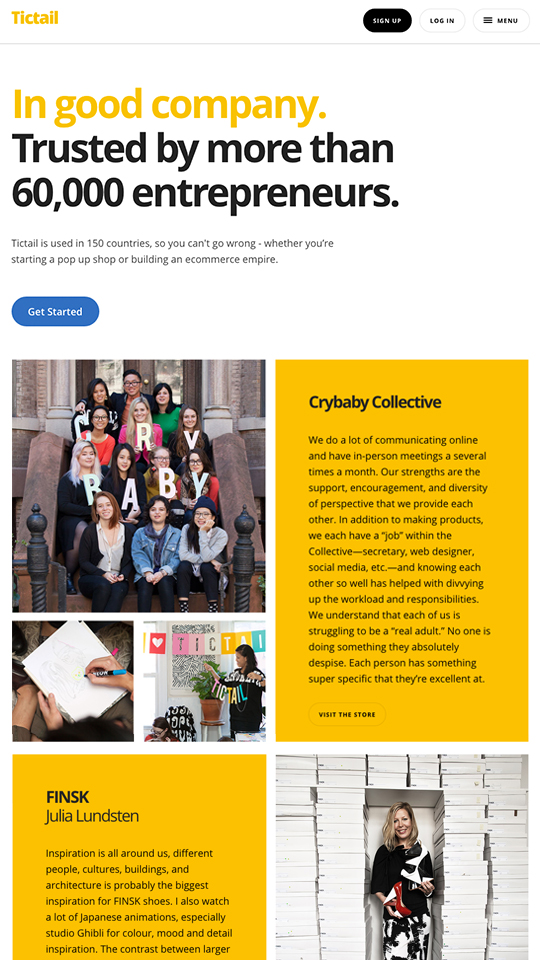 Tictail
SIGN UP
LOG IN
MENU
In good company.
Trusted by more than
60,000 entrepreneurs.
Tictail is used in 150 countries, so you can't go wrong - whether you're
starting a pop up shop or building an ecommerce empire.
Get Started
C R Y
B A B Y
I TICTAIL
TICTAIL
Crybaby Collective
We do a lot of communicating online
and have in-person meetings a several
times a month. Our strengths are the
support, encouragement, and diversity
of perspective that we provide each
other. In addition to making products,
we each have a “job” within the
Collective—secretary, web designer,
social media, etc.—and knowing each
other so well has helped with divvying
up the workload and responsibilities.
We understand that each of us is
struggling to be a “real adult.” No one is
doing something they absolutely
despise. Each person has something
super specific that they’re excellent at.
VISIT THE STORE
FINSK
Julia Lundsten
Inspiration is all around us, different
people, cultures, buildings, and
architecture is probably the biggest
inspiration for FINSK shoes. I also watch
a lot of Japanese animations, especially
studio Ghibli for colour, mood and detail
inspiration. The contrast between larger